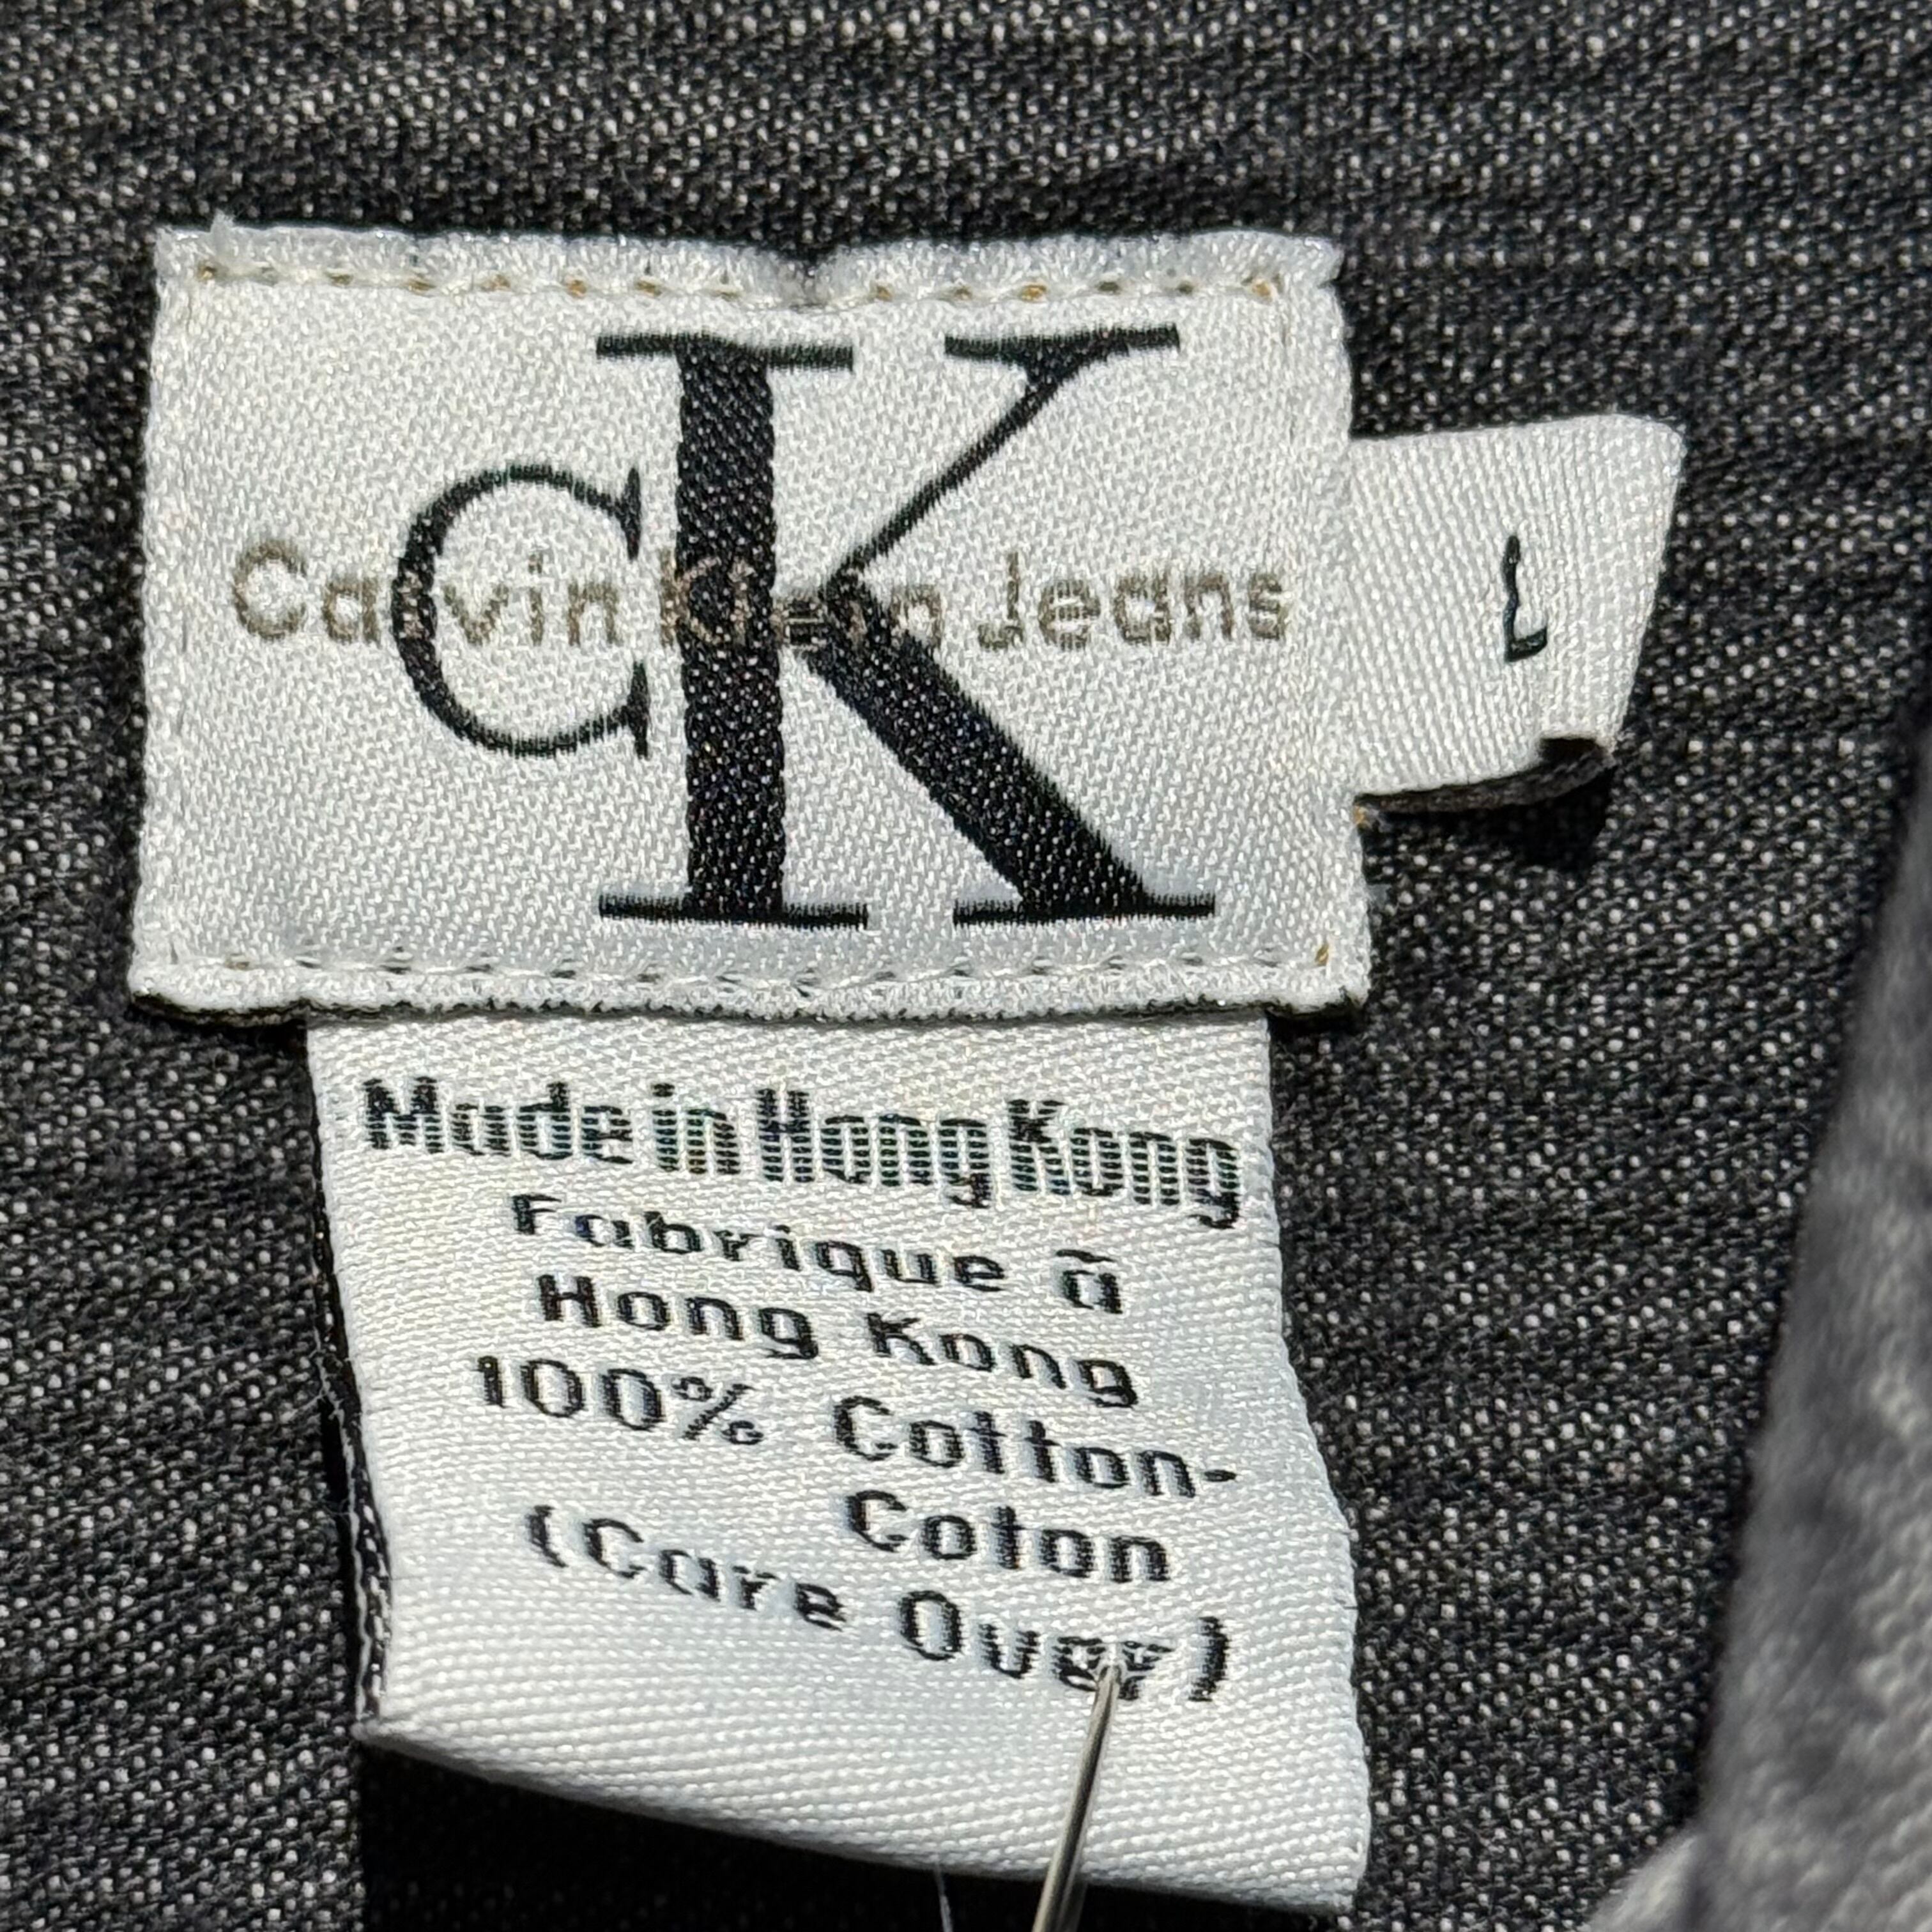 CK
Calvin Klein Jeans
L
Made in Hong Kong
Fabrique à
Hong Kong
100% Cotton-
Coton
(Care Over)